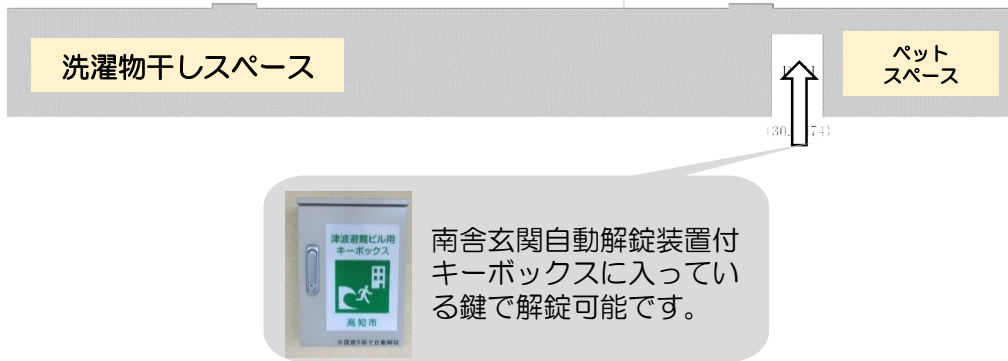 洗濯物干しスペース
ペット
スペース
南舎玄関自動解錠装置付
キーボックスに入ってい
る鍵で解錠可能です。
津波避難ビル用
キーボックス
高知市